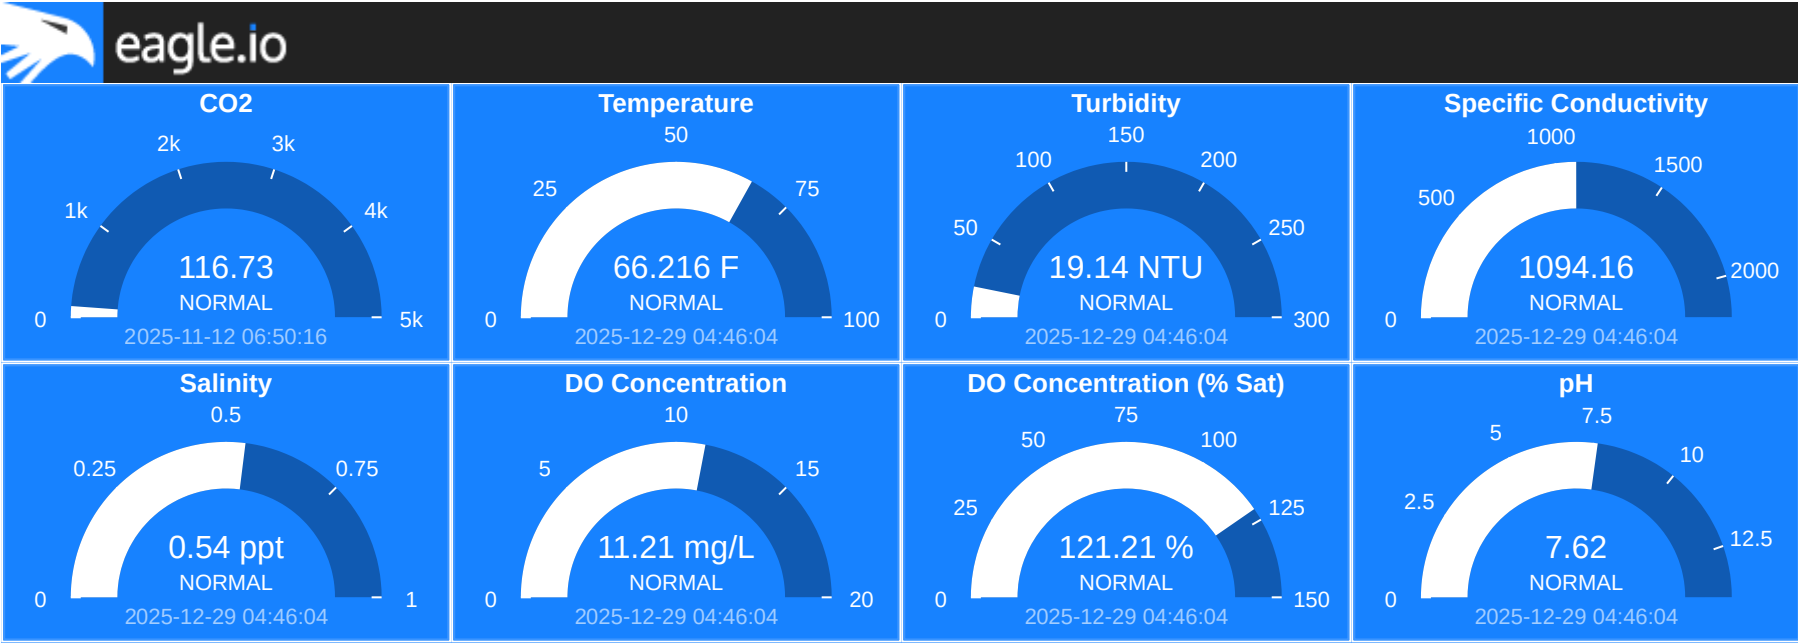 eagle.io
CO2
0
1k
2k
3k
4k
5k
116.73
NORMAL
2025-11-12 06:50:16
Temperature
0
25
50
75
100
66.216 F
NORMAL
2025-12-29 04:46:04
Turbidity
0
50
100
150
200
250
300
19.14 NTU
NORMAL
2025-12-29 04:46:04
Specific Conductivity
0
500
1000
1500
2000
1094.16
NORMAL
2025-12-29 04:46:04
Salinity
0
0.25
0.5
0.75
1
0.54 ppt
NORMAL
2025-12-29 04:46:04
DO Concentration
0
5
10
15
20
11.21 mg/L
NORMAL
2025-12-29 04:46:04
DO Concentration (% Sat)
0
25
50
75
100
125
150
121.21 %
NORMAL
2025-12-29 04:46:04
pH
0
2.5
5
7.5
10
12.5
7.62
NORMAL
2025-12-29 04:46:04